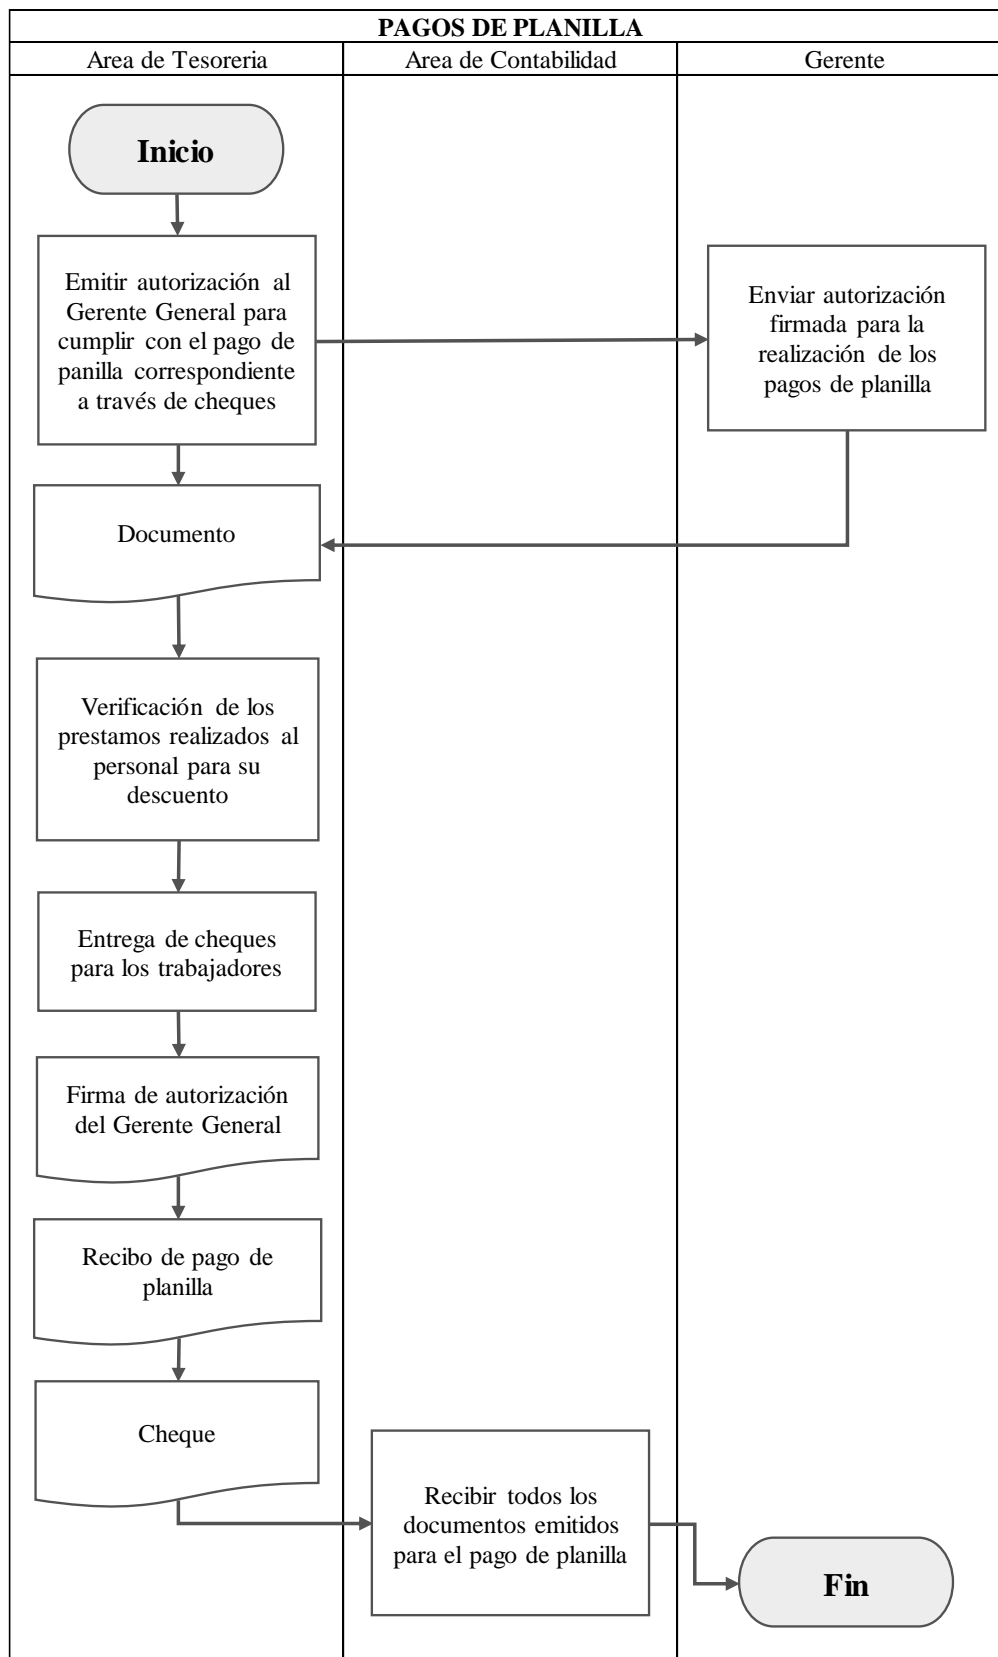 PAGOS DE PLANILLA
Area de Tesoreria
Area de Contabilidad
Gerente
Inicio
Emitir autorización al
Gerente General para
cumplir con el pago de
panilla correspondiente
a través de cheques
Enviar autorización
firmada para la
realización de los
pagos de planilla
Documento
Verificación de los
prestamos realizados al
personal para su
descuento
Entrega de cheques
para los trabajadores
Firma de autorización
del Gerente General
Recibo de pago de
planilla
Cheque
Recibir todos los
documentos emitidos
para el pago de planilla
Fin